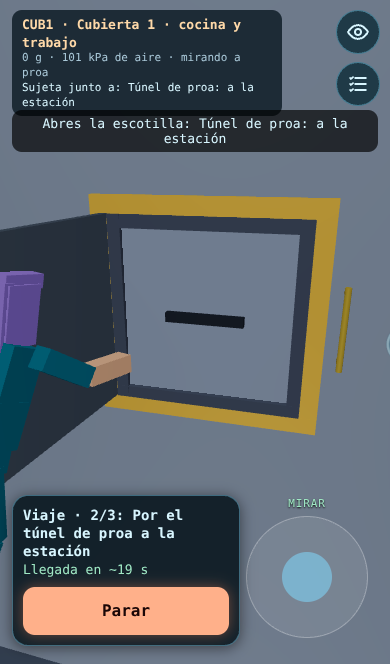 CUB1 · Cubierta 1 · cocina y
trabajo
0 g · 101 kPa de aire · mirando a
proa
Sujeta junto a: Túnel de proa: a la
estación
Abres la escotilla: Túnel de proa: a la
estación
MIRAR
Viaje · 2/3: Por el
túnel de proa a la
estación
Llegada en ~19 s
Parar